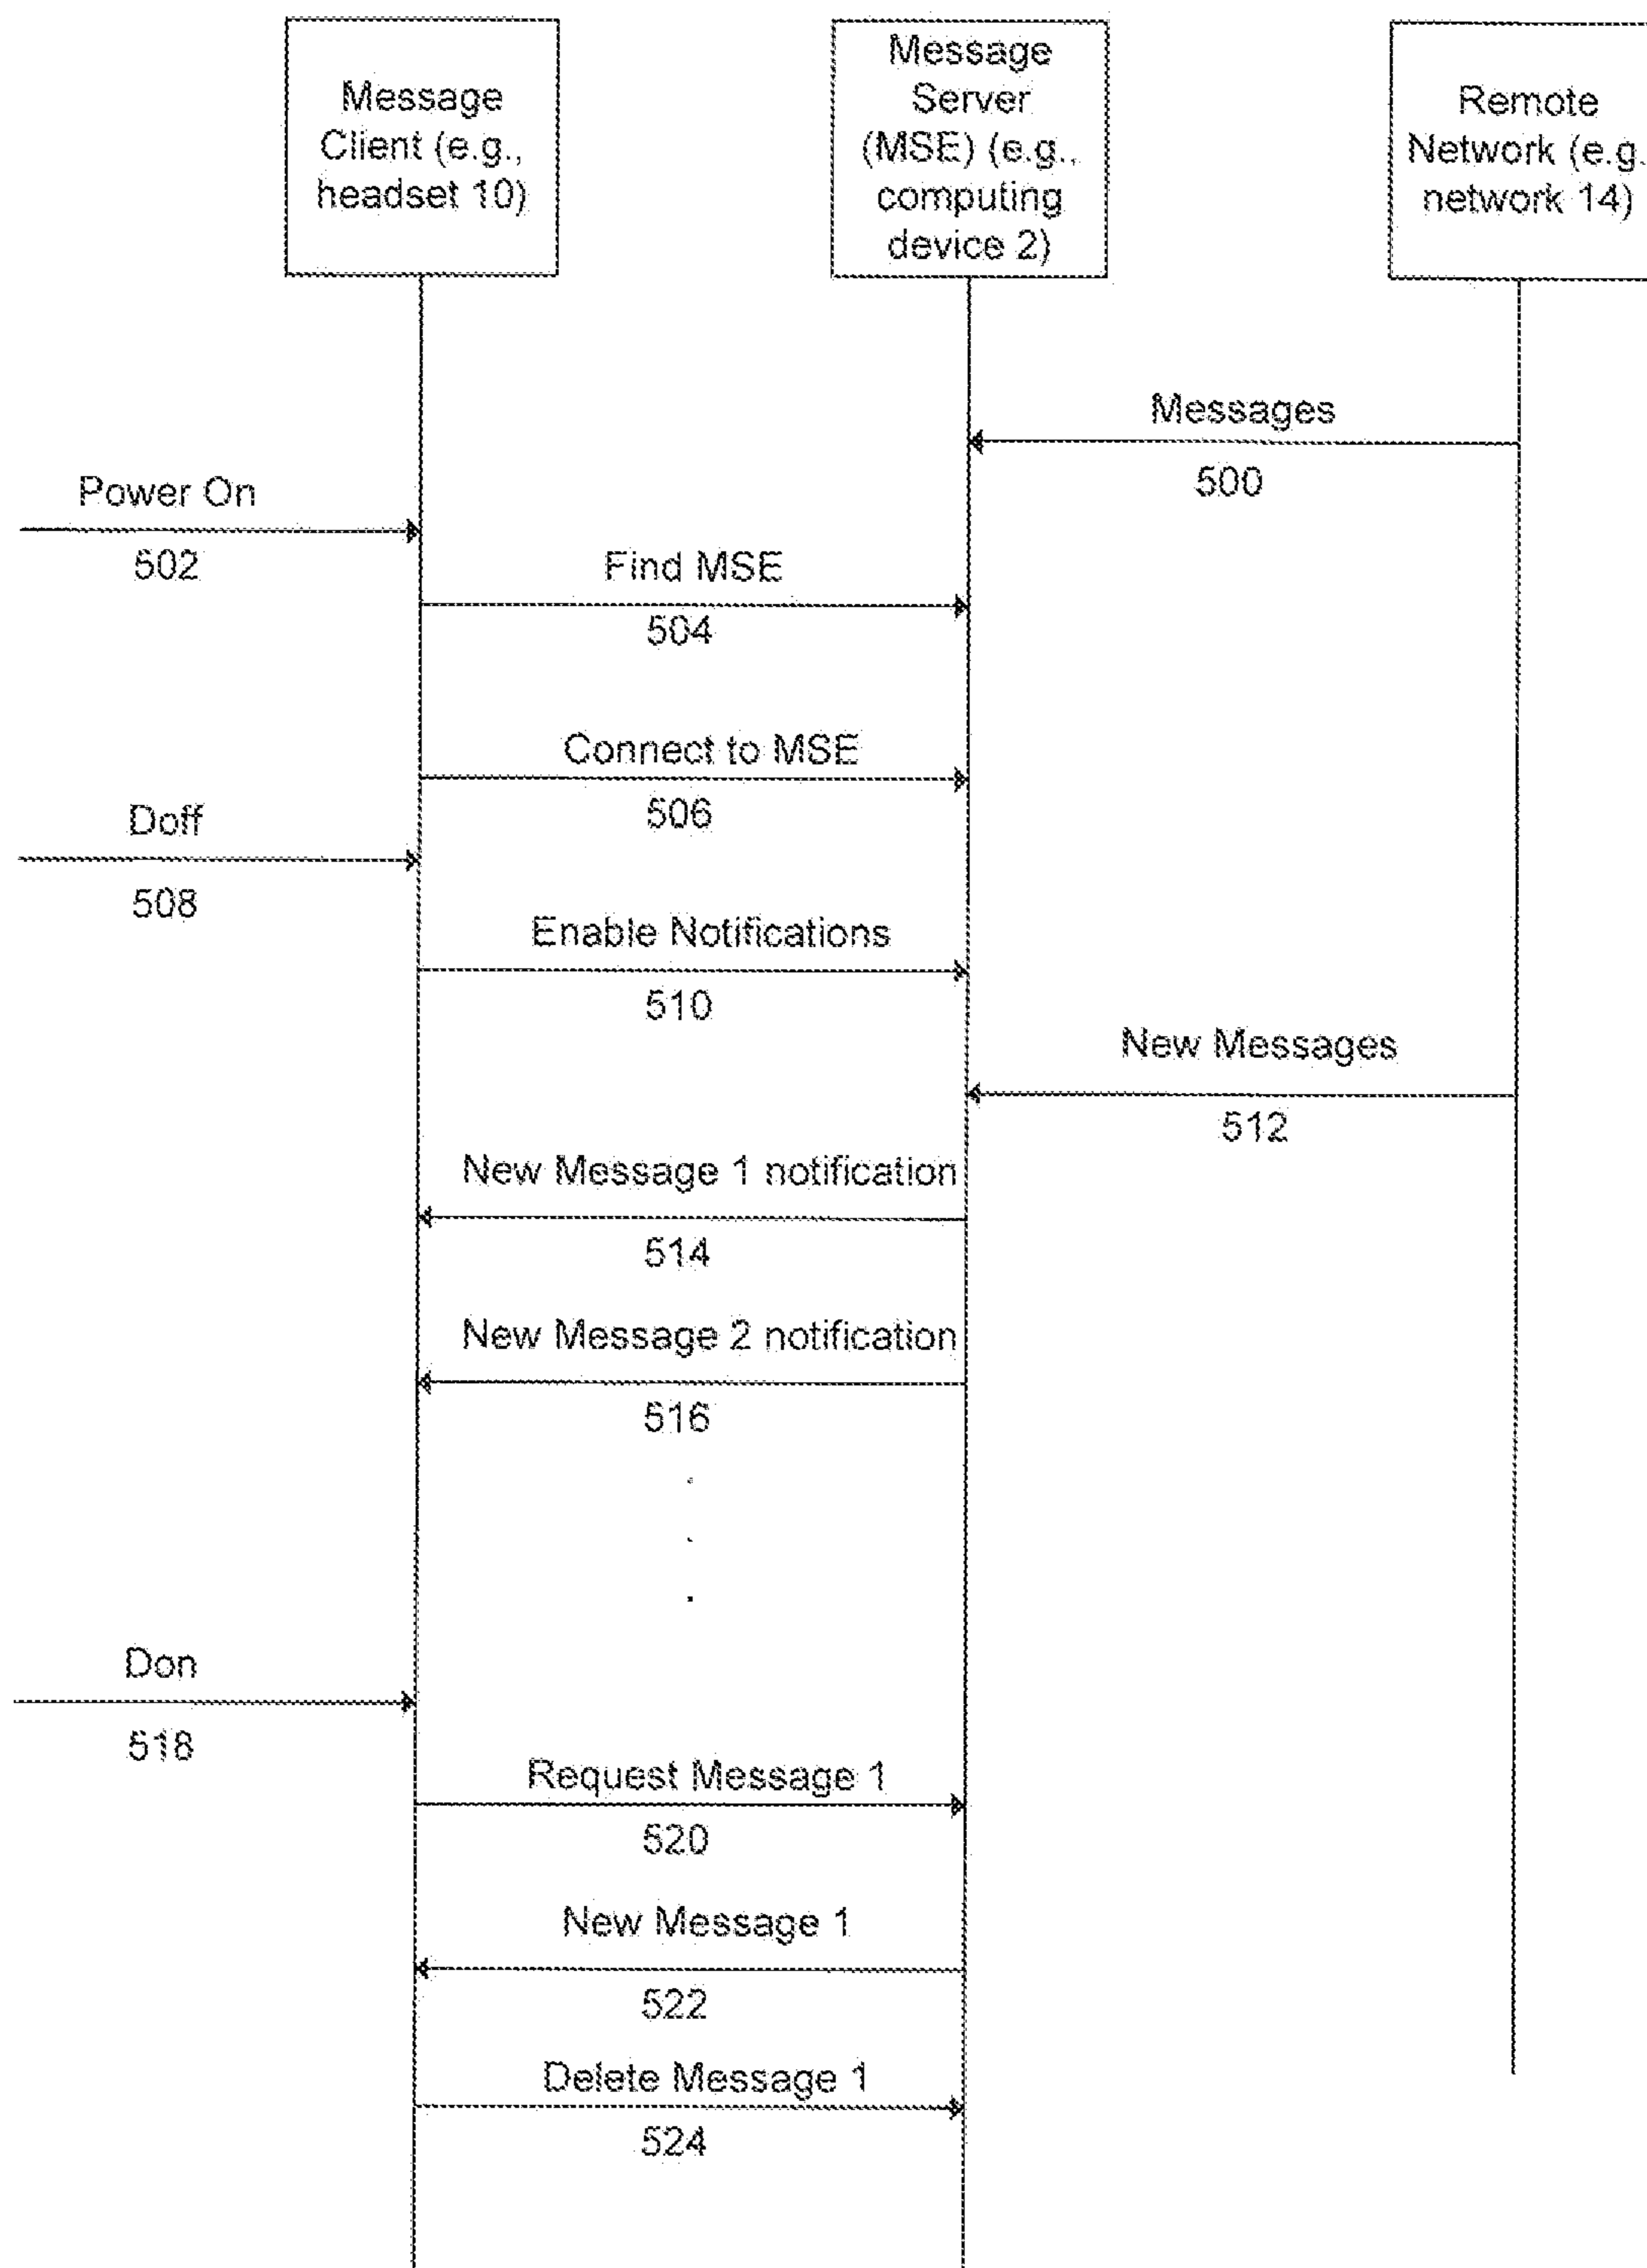 Message
Client (e.g.,
headset 10)
Message
Server
(MSE) (e.g.,
computing
device 2)
Remote
Network (e.g.
network 14)
Messages
500
Power On
502
Find MSE
504
Connect to MSE
506
Doff
508
Enable Notifications
510
New Messages
512
New Message 1 notification
514
New Message 2 notification
516
Don
518
Request Message 1
520
New Message 1
522
Delete Message 1
524